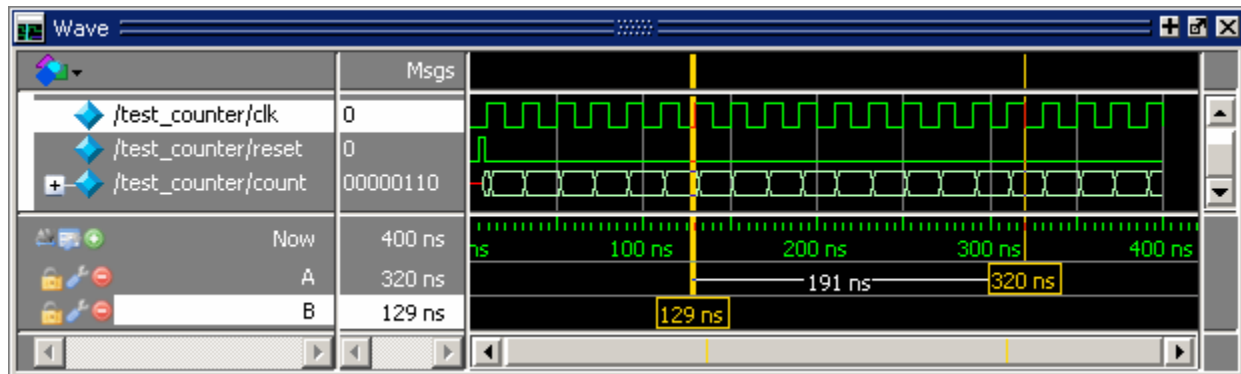 Wave
Msgs
/test_counter/clk 0
/test_counter/reset 0
/test_counter/count 00000110
Now 400 ns ns 100 ns 200 ns 300 ns 400 ns
A 320 ns 191 ns 320 ns
B 129 ns 129 ns